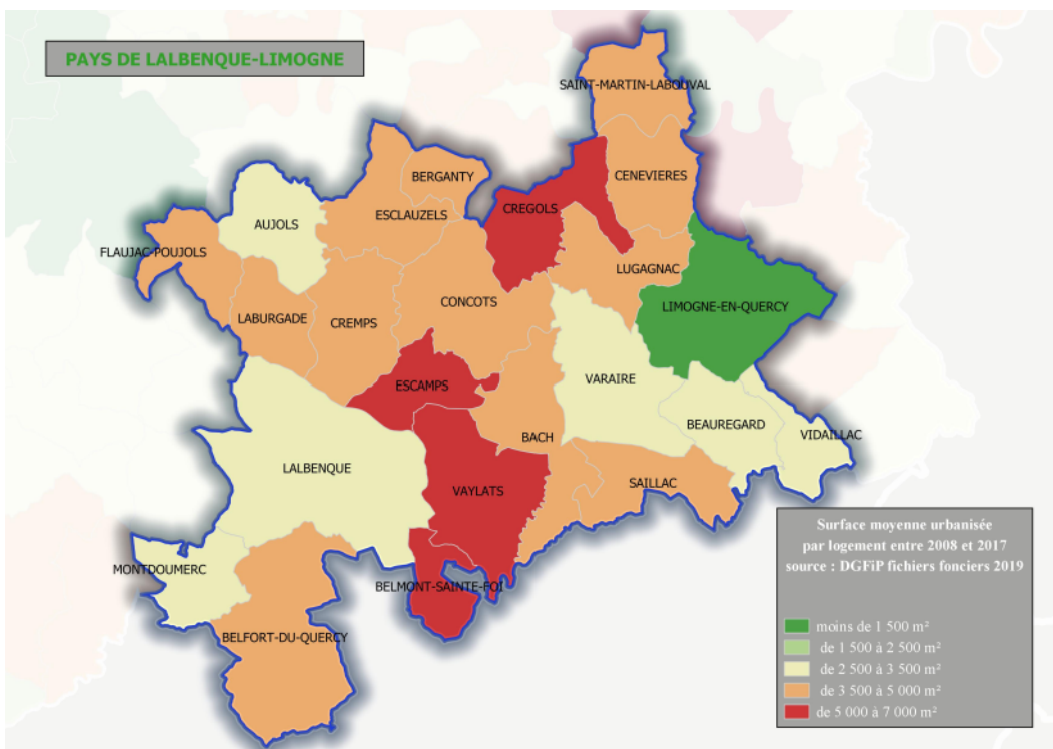 PAYS DE LALBENQUE-LIMOGNE
SAINT-MARTIN-LABOUVAL
BERGANTY
CENEVIERES
CREGOLS
ESCLAUZELS
AUJOLS
FLAUJAC-POUJOLS
LUGAGNAC
CONCOTS
LIMOGNE-EN-QUERCY
LABURGADE
CREMPS
VARAIRE
ESCAMPS
BEAUREGARD
VIDAILLAC
BACH
LALBENQUE
SAILLAC
VAYLATS
MONTDOUMERC
BELMONT-SAINTE-FOI
BELFORT-DU-QUERCY
Surface moyenne urbanisée
par logement entre 2008 et 2017
source : DGFiP fichiers fonciers 2019
moins de 1 500 m²
de 1 500 à 2 500 m²
de 2 500 à 3 500 m²
de 3 500 à 5 000 m²
de 5 000 à 7 000 m²